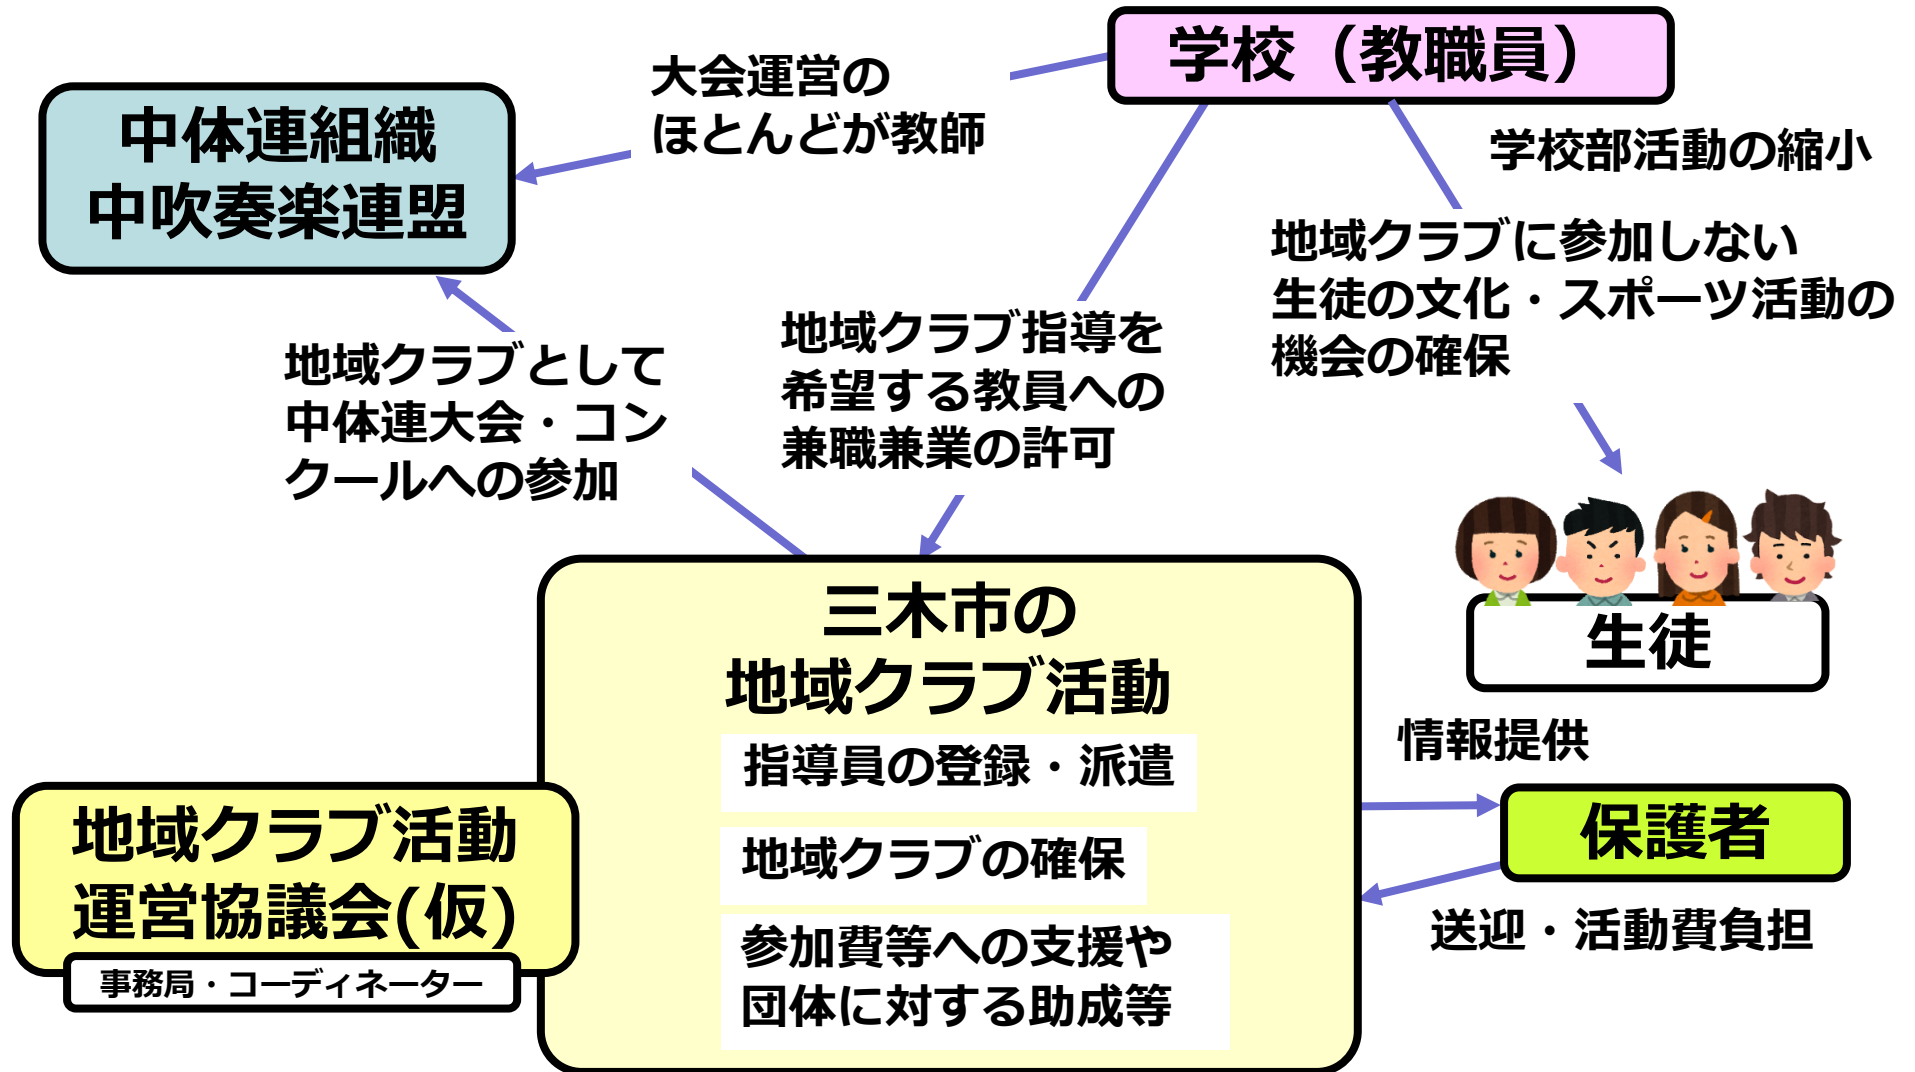 学校（教職員）
大会運営の
ほとんどが教師
中体連組織
中吹奏楽連盟
学校部活動の縮小
地域クラブに参加しない
生徒の文化・スポーツ活動の
機会の確保
地域クラブ指導を
希望する教員への
兼職兼業の許可
地域クラブとして
中体連大会・コン
クールへの参加
生徒
三木市の
地域クラブ活動
指導員の登録・派遣
地域クラブの確保
参加費等への支援や
団体に対する助成等
地域クラブ活動
運営協議会(仮)
事務局・コーディネーター
情報提供
保護者
送迎・活動費負担